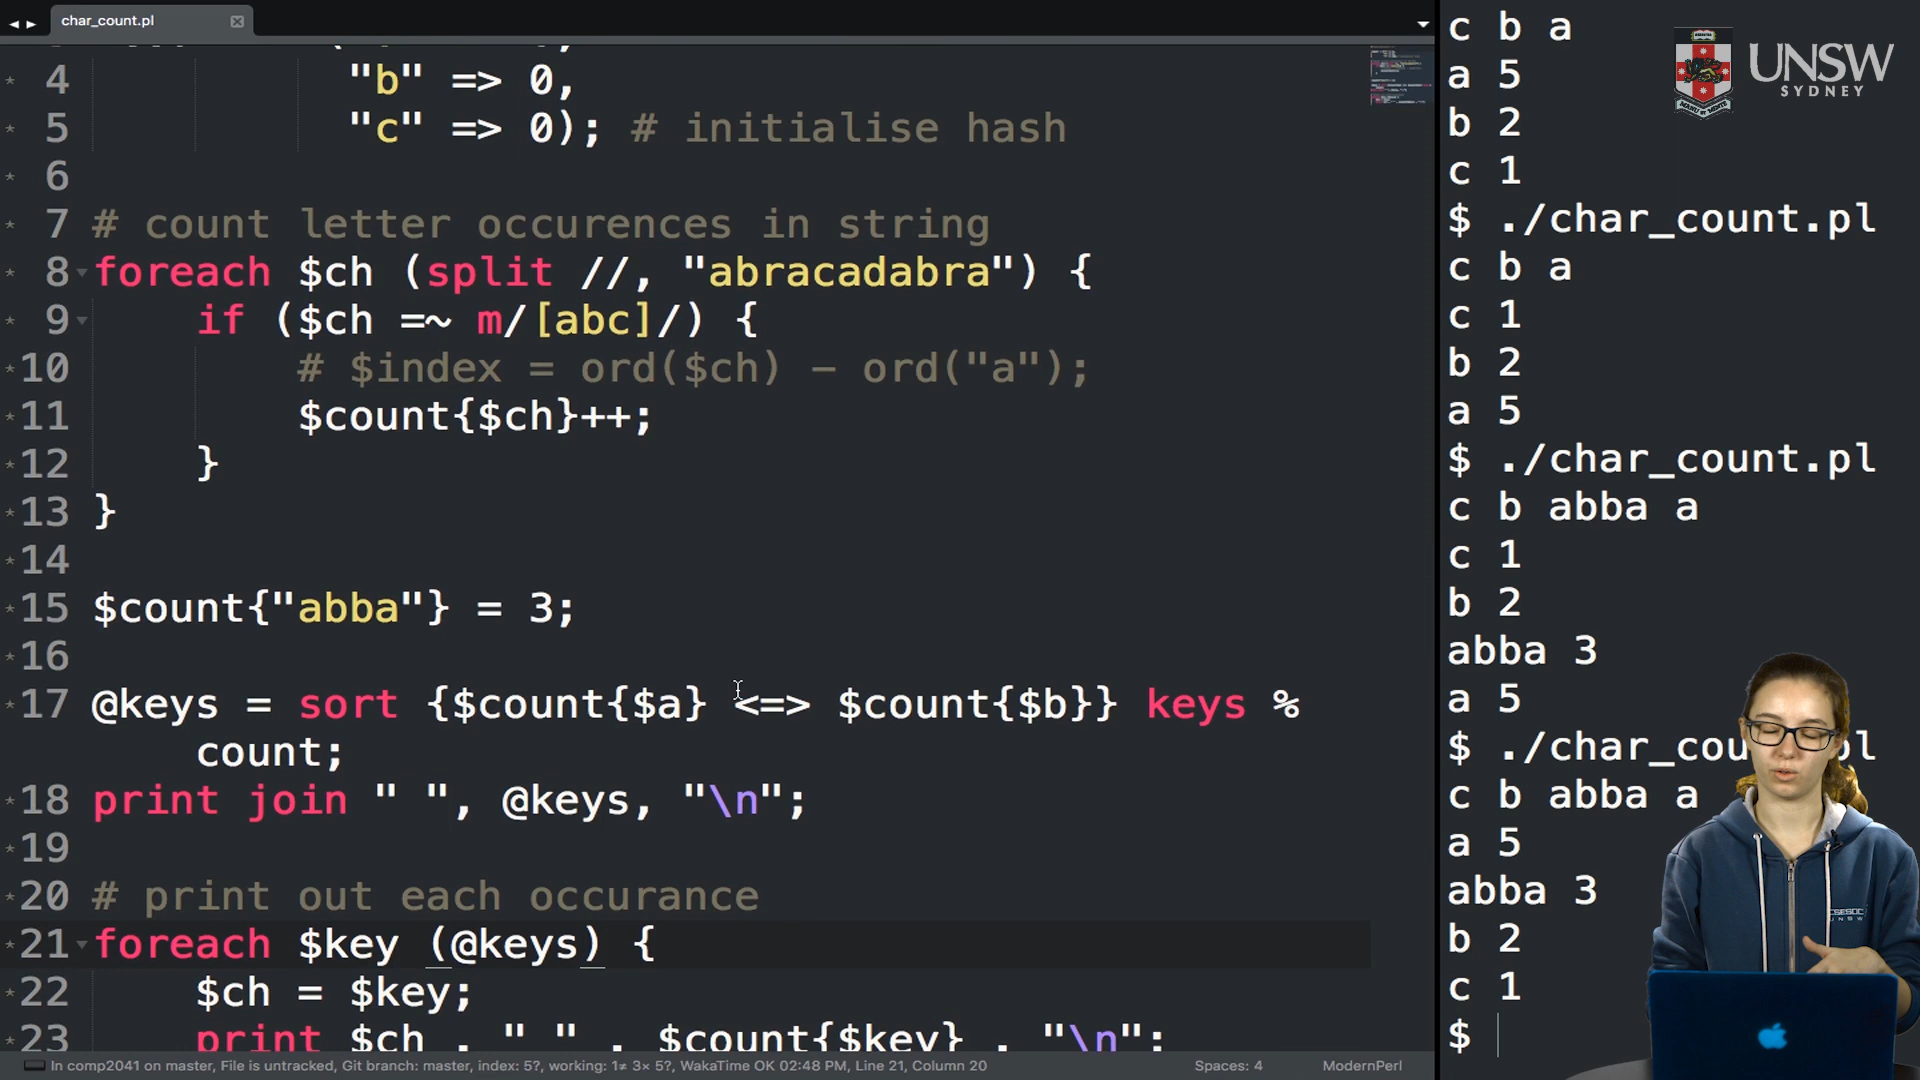 char_count.pl
4 "b" => 0,
5 "c" => 0); # initialise hash
6
7 # count letter occurences in string
8 foreach $ch (split //, "abracadabra") {
9 if ($ch =~ m/[abc]/) {
10 # $index = ord($ch) - ord("a");
11 $count{$ch}++;
12 }
13 }
14
15 $count{"abba"} = 3;
16
17 @keys = sort {$count{$a} <=> $count{$b}} keys %
count;
18 print join " ", @keys, "\n";
19
20 # print out each occurance
21 foreach $key (@keys) {
22 $ch = $key;
23 print $ch . " " . $count{$key} . "\n";
In comp2041 on master, File is untracked, Git branch: master, index: 5?, working: 1≠ 3× 5?, WakaTime OK 02:48 PM, Line 21, Column 20
Spaces: 4
ModernPerl
c b a
a 5
b 2
c 1
$ ./char_count.pl
c b a
c 1
b 2
a 5
$ ./char_count.pl
c b abba a
c 1
b 2
abba 3
a 5
$ ./char_cou pl
c b abba a
a 5
abba 3
b 2
c 1
$
UNSW
SYDNEY
CSESOC
UNSW